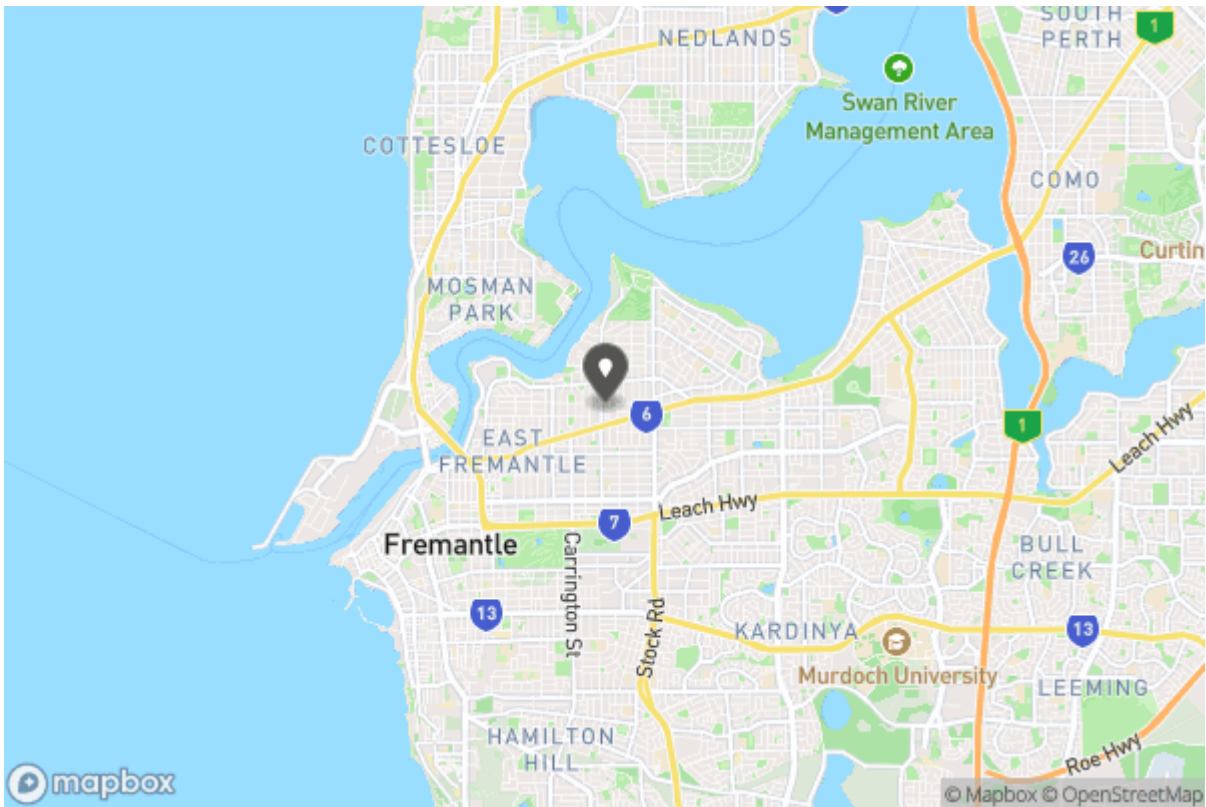 SOUTH
PERTH
1
NEDLANDS
Swan River
Management Area
COTTESLOE
COMO
26
Curtin
MOSMAN
PARK
6
EAST
FREMANTLE
1
Leach Hwy
Leach Hwy
7
Fremantle
Carrington St
BULL
CREEK
13
Stock Rd
KARDINYA
13
Murdoch University
LEEMING
HAMILTON
HILL
Roe Hwy
mapbox
© Mapbox © OpenStreetMap